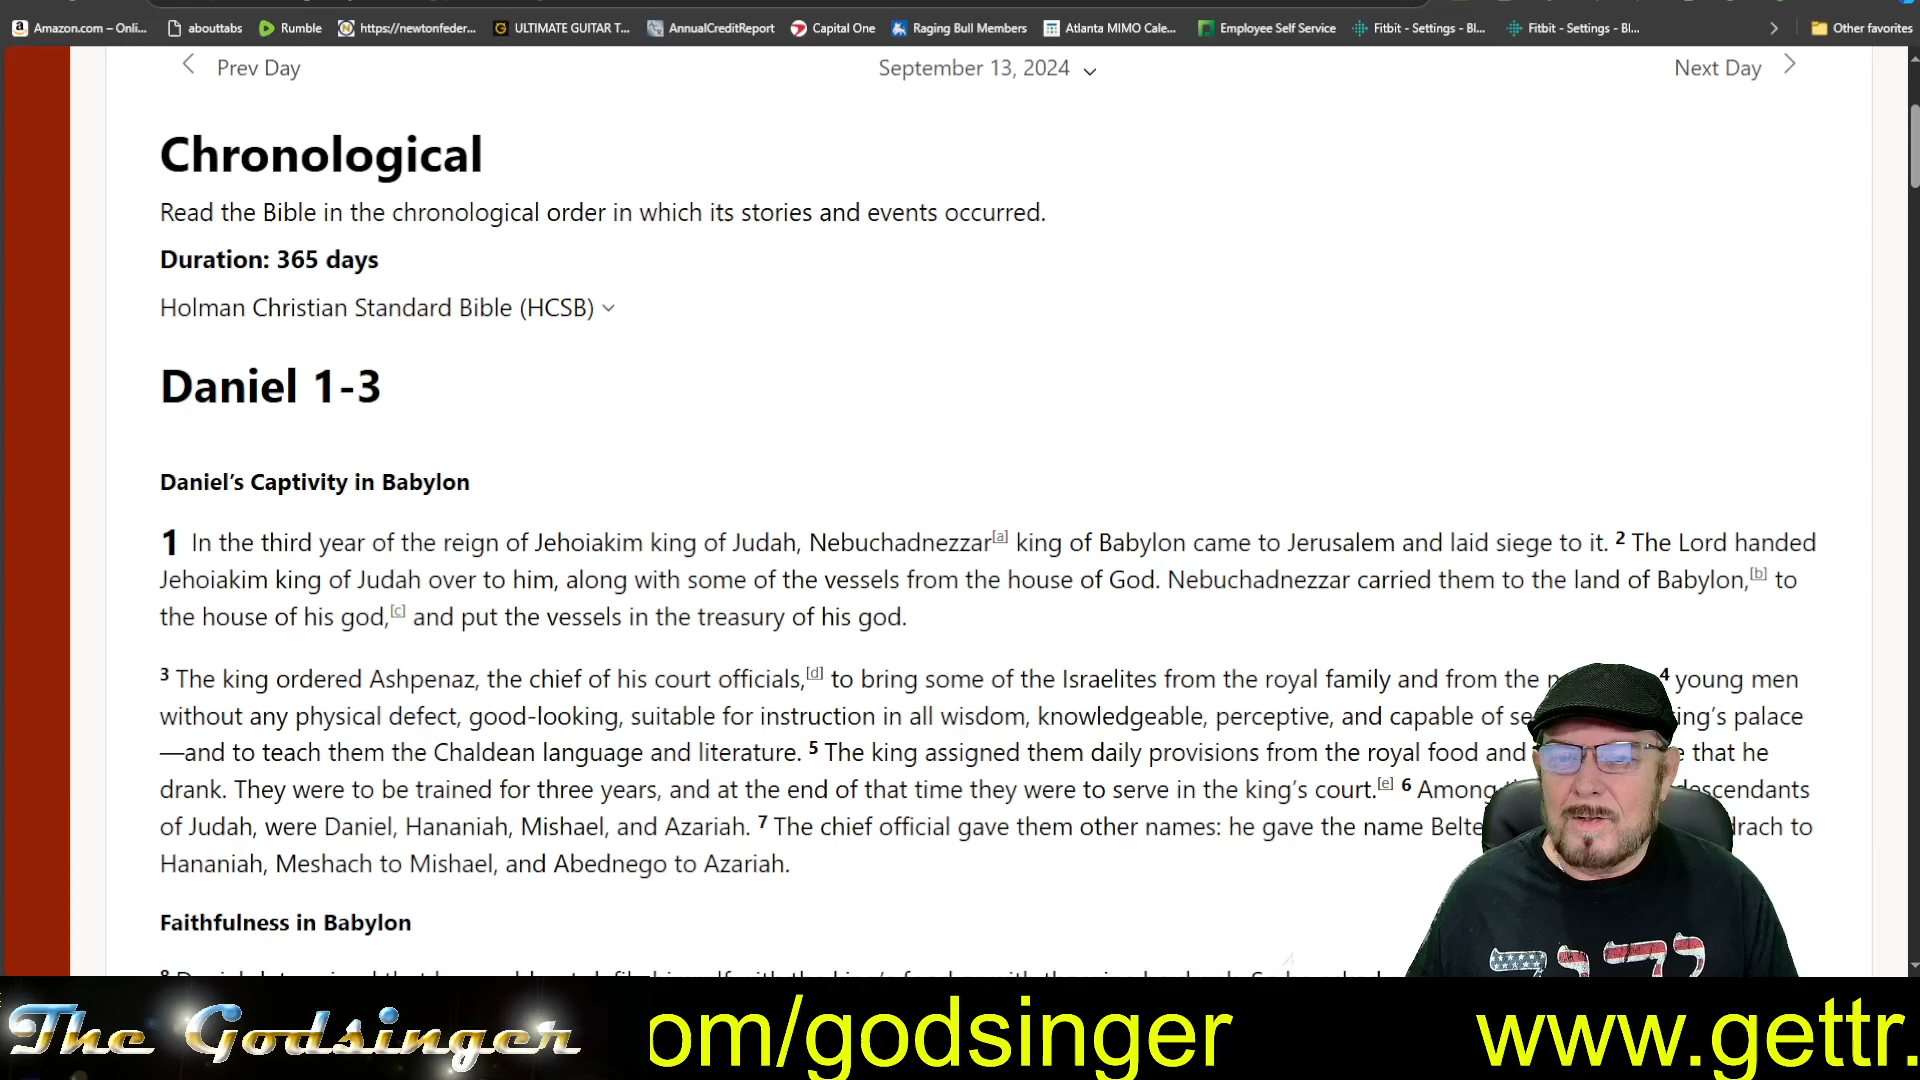 Amazon.com – Onli... abouttabs Rumble https://newtonfeder... ULTIMATE GUITAR T... AnnualCreditReport Capital One Raging Bull Members Atlanta MIMO Cale... Employee Self Service Fitbit - Settings - Bl... Fitbit - Settings - Bl... Other favorites
Prev Day September 13, 2024 Next Day
Chronological
Read the Bible in the chronological order in which its stories and events occurred.
Duration: 365 days
Holman Christian Standard Bible (HCSB)
Daniel 1-3
Daniel’s Captivity in Babylon
1 In the third year of the reign of Jehoiakim king of Judah, Nebuchadnezzar[a] king of Babylon came to Jerusalem and laid siege to it. 2 The Lord handed
Jehoiakim king of Judah over to him, along with some of the vessels from the house of God. Nebuchadnezzar carried them to the land of Babylon,[b] to
the house of his god,[c] and put the vessels in the treasury of his god.
3 The king ordered Ashpenaz, the chief of his court officials,[d] to bring some of the Israelites from the royal family and from the 4 young men
without any physical defect, good-looking, suitable for instruction in all wisdom, knowledgeable, perceptive, and capable of king’s palace
—and to teach them the Chaldean language and literature. 5 The king assigned them daily provisions from the royal food and that he
drank. They were to be trained for three years, and at the end of that time they were to serve in the king’s court.[e] 6 Among descendants
of Judah, were Daniel, Hananiah, Mishael, and Azariah. 7 The chief official gave them other names: he gave the name Belte drach to
Hananiah, Meshach to Mishael, and Abednego to Azariah.
Faithfulness in Babylon
יהוה
The Godsinger om/godsinger www.gettr.